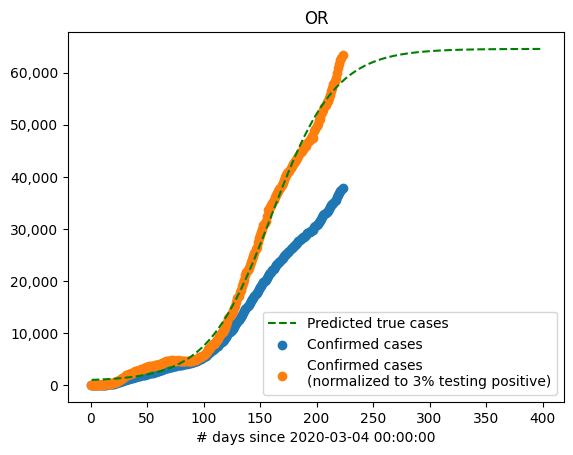 OR
60,000
50,000
40,000
30,000
20,000
10,000
0
Predicted true cases
Confirmed cases
Confirmed cases
(normalized to 3% testing positive)
0 50 100 150 200 250 300 350 400
# days since 2020-03-04 00:00:00